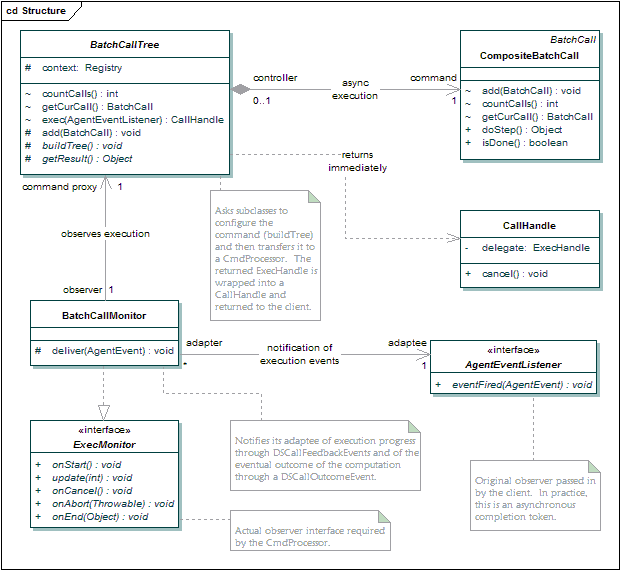 cd Structure
BatchCallTree
# context: Registry
~ countCalls() : int
~ getCurCall() : BatchCall
~ exec(AgentEventListener) : CallHandle
# add(BatchCall) : void
# buildTree() : void
# getResult() : Object
controller
0..1
async
execution
command
1
BatchCall
CompositeBatchCall
~ add(BatchCall) : void
~ countCalls() : int
~ getCurCall() : BatchCall
+ doStep() : Object
+ isDone() : boolean
returns
immediately
command proxy
1
Asks subclasses to
configure the
command (buildTree)
and then transfers it to
a CmdProcessor. The
returned ExecHandle is
wrapped into a
CallHandle and
returned to the client.
CallHandle
- delegate: ExecHandle
+ cancel() : void
observes execution
observer
1
BatchCallMonitor
# deliver(AgentEvent) : void
adapter
*
notification of
execution events
adaptee
1
«interface»
AgentEventListener
+ eventFired(AgentEvent) : void
«interface»
ExecMonitor
+ onStart() : void
+ update(int) : void
+ onCancel() : void
+ onAbort(Throwable) : void
+ onEnd(Object) : void
Notifies its adaptee of execution progress
through DSCallFeedbackEvents and of the
eventual outcome of the computation
through a DSCallOutcomeEvent.
Original observer passed in
by the client. In practice,
this is an asynchronous
completion token.
Actual observer interface required
by the CmdProcessor.